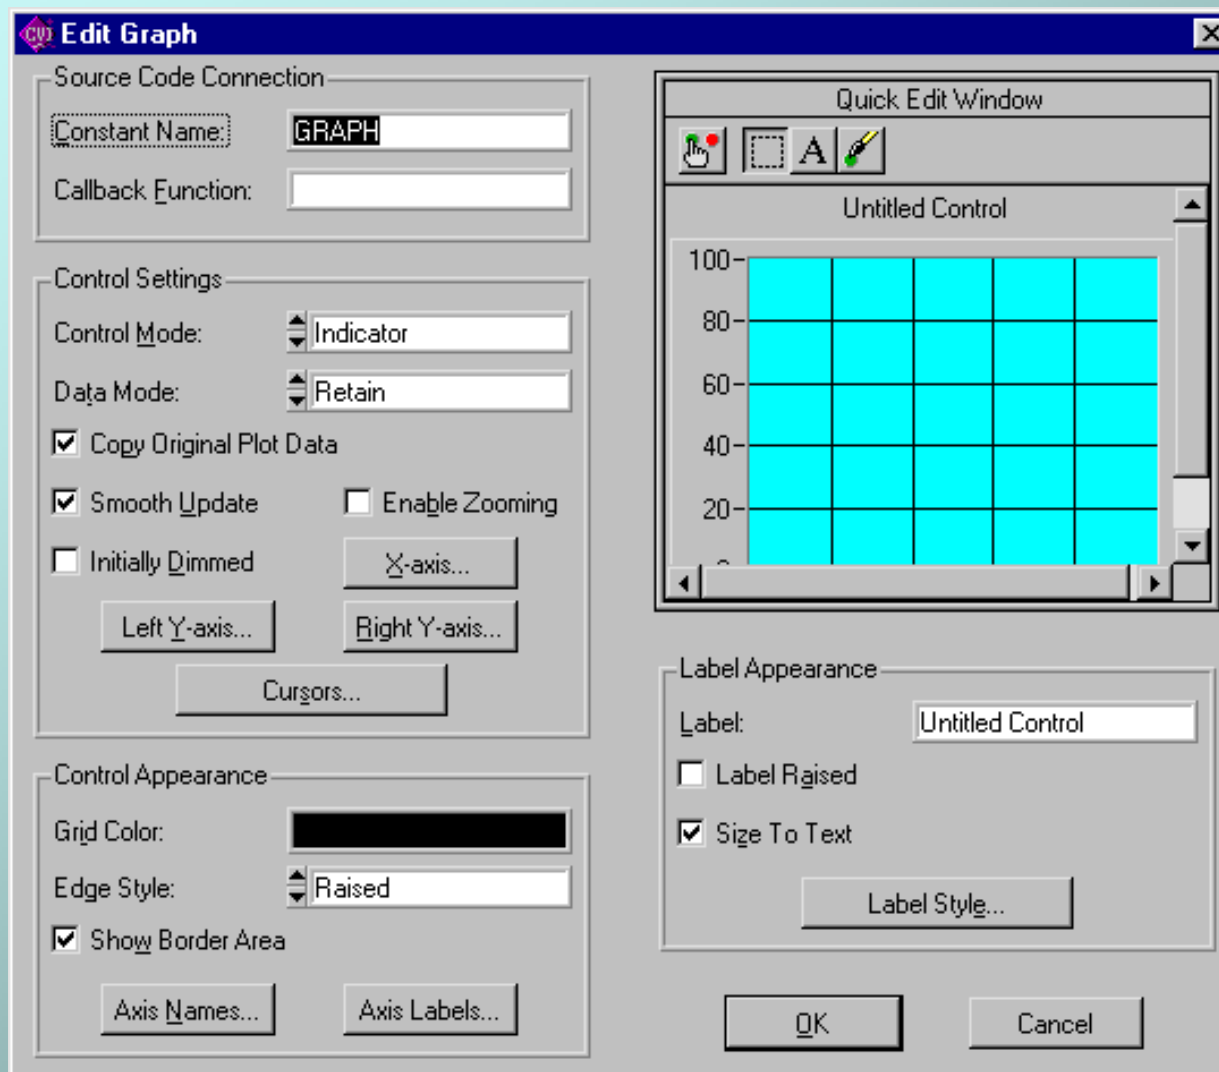 CVI Edit Graph
Source Code Connection
Constant Name: GRAPH
Callback Function:
Control Settings
Control Mode: Indicator
Data Mode: Retain
Copy Original Plot Data
Smooth Update Enable Zooming
Initially Dimmed X-axis...
Left Y-axis... Right Y-axis...
Cursors...
Control Appearance
Grid Color:
Edge Style: Raised
Show Border Area
Axis Names... Axis Labels...
Quick Edit Window
A
Untitled Control
100
80
60
40
20
Label Appearance
Label: Untitled Control
Label Raised
Size To Text
Label Style...
OK Cancel